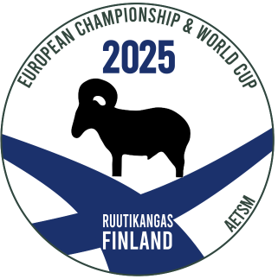 EUROPEAN CHAMPIONSHIP & WORLD CUP
2025
RUUTIKANGAS
FINLAND
AETSM